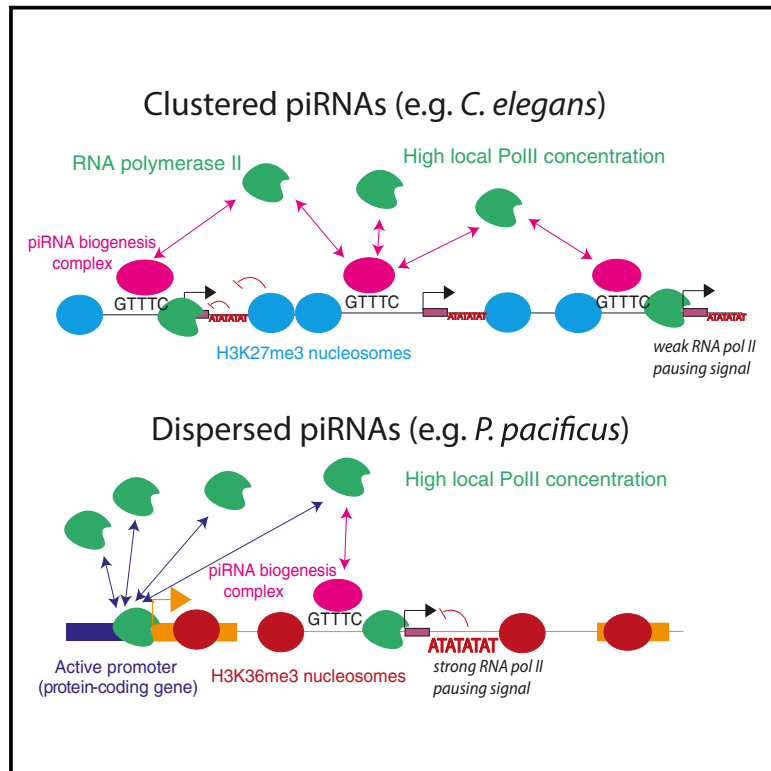 Clustered piRNAs (e.g. C. elegans)
RNA polymerase II
High local PolII concentration
piRNA biogenesis
complex
GTTTC
GTTTC
GTTTC
ATATATAT
ATATATAT
ATATATAT
H3K27me3 nucleosomes
weak RNA pol II
pausing signal
Dispersed piRNAs (e.g. P. pacificus)
High local PolII concentration
piRNA biogenesis
complex
GTTTC
ATATATAT
Active promoter
(protein-coding gene)
H3K36me3 nucleosomes
strong RNA pol II
pausing signal